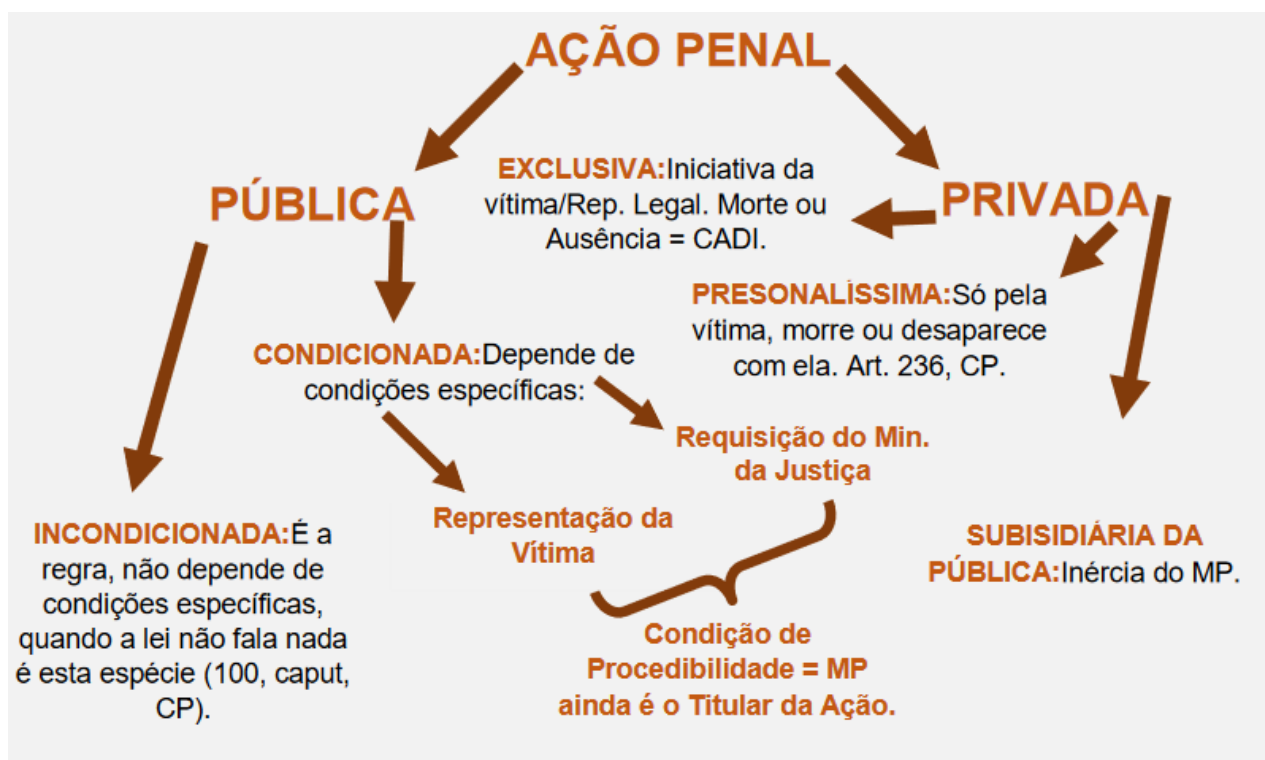 AÇÃO PENAL
PÚBLICA
EXCLUSIVA:Iniciativa da
vítima/Rep. Legal. Morte ou
Ausência = CADI.
PRIVADA
PRESONALÍSSIMA:Só pela
vítima, morre ou desaparece
com ela. Art. 236, CP.
CONDICIONADA:Depende de
condições específicas:
Requisição do Min.
da Justiça
Representação da
Vítima
INCONDICIONADA:É a
regra, não depende de
condições específicas,
quando a lei não fala nada
é esta espécie (100, caput,
CP).
SUBISIDIÁRIA DA
PÚBLICA:Inércia do MP.
Condição de
Procedibilidade = MP
ainda é o Titular da Ação.